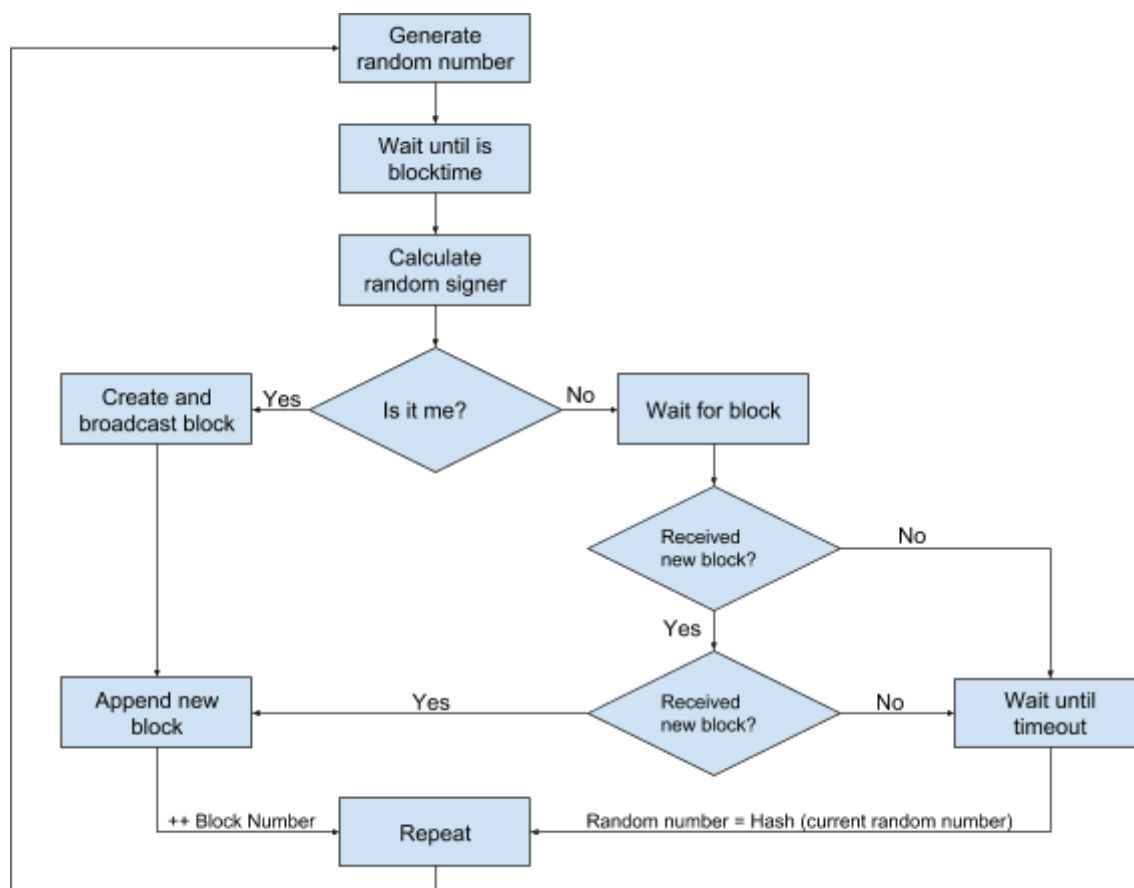 Generate
random number
Wait until is
blocktime
Calculate
random signer
Is it me?
Yes
No
Create and
broadcast block
Wait for block
Received
new block?
No
Yes
Append new
block
Yes
Received
new block?
No
Wait until
timeout
++ Block Number
Repeat
Random number = Hash (current random number)